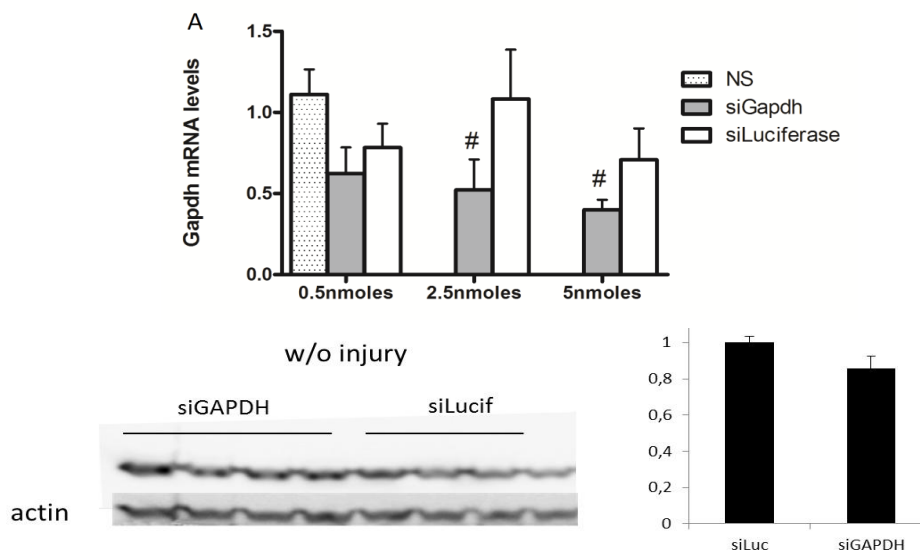 A
Gapdh mRNA levels
1.5
1.0
0.5
0.0
#
#
0.5nmoles 2.5nmoles 5nmoles
NS
siGapdh
siLuciferase
w/o injury
siGAPDH siLucif
actin
1
0,8
0,6
0,4
0,2
0
siLuc siGAPDH